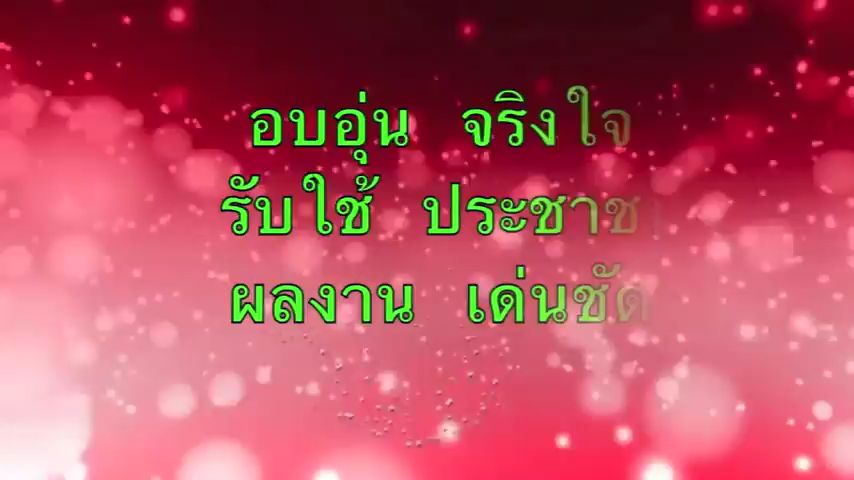 อบอุ่น จริงใจ
รับใช้ ประชาช
ผลงาน เด่นชัด